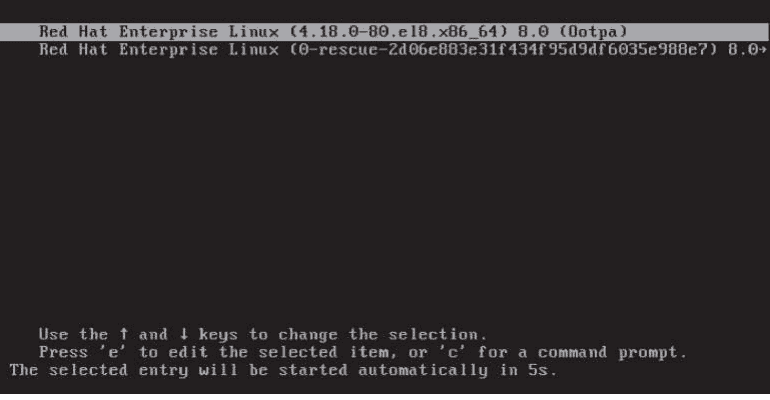 Red Hat Enterprise Linux (4.18.0-80.el8.x86_64) 8.0 (Ootpa)
Red Hat Enterprise Linux (0-rescue-2d06e883e31f434f95d9df6035e988e7) 8.0→
Use the ↑ and ↓ keys to change the selection.
Press 'e' to edit the selected item, or 'c' for a command prompt.
The selected entry will be started automatically in 5s.